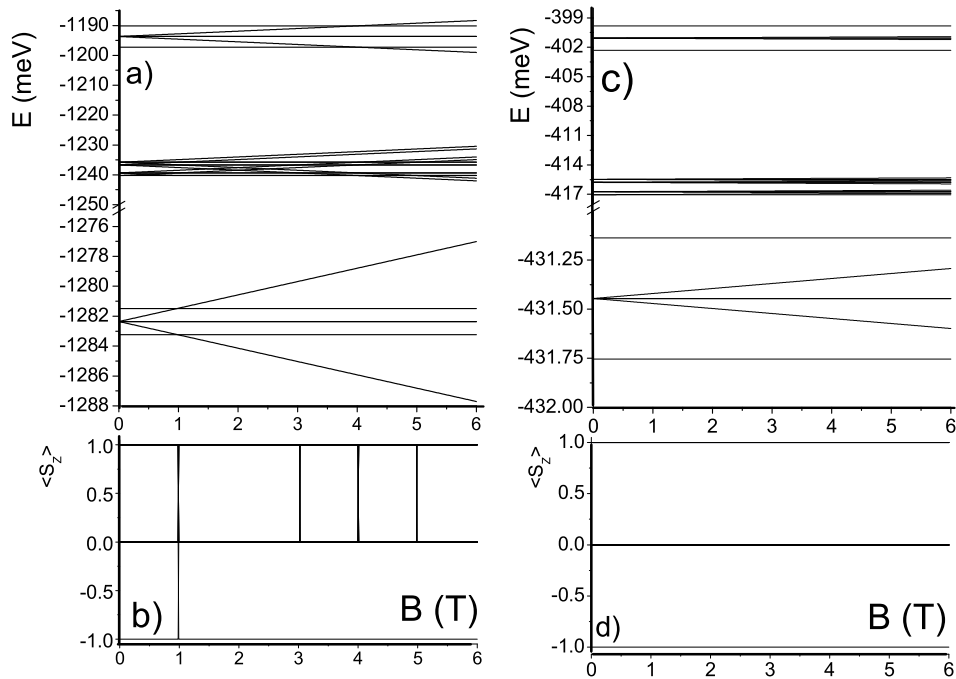 E (meV)
-1190
-1200
-1210
-1220
-1230
-1240
-1250
-1276
-1278
-1280
-1282
-1284
-1286
-1288
a)
0 1 2 3 4 5 6
<S_z>
1.0
0.5
0.0
-0.5
-1.0
b)
B (T)
0 1 2 3 4 5 6
E (meV)
-399
-402
-405
-408
-411
-414
-417
-431.25
-431.50
-431.75
-432.00
c)
0 1 2 3 4 5 6
<S_z>
1.0
0.5
0.0
-0.5
-1.0
d)
B (T)
0 1 2 3 4 5 6